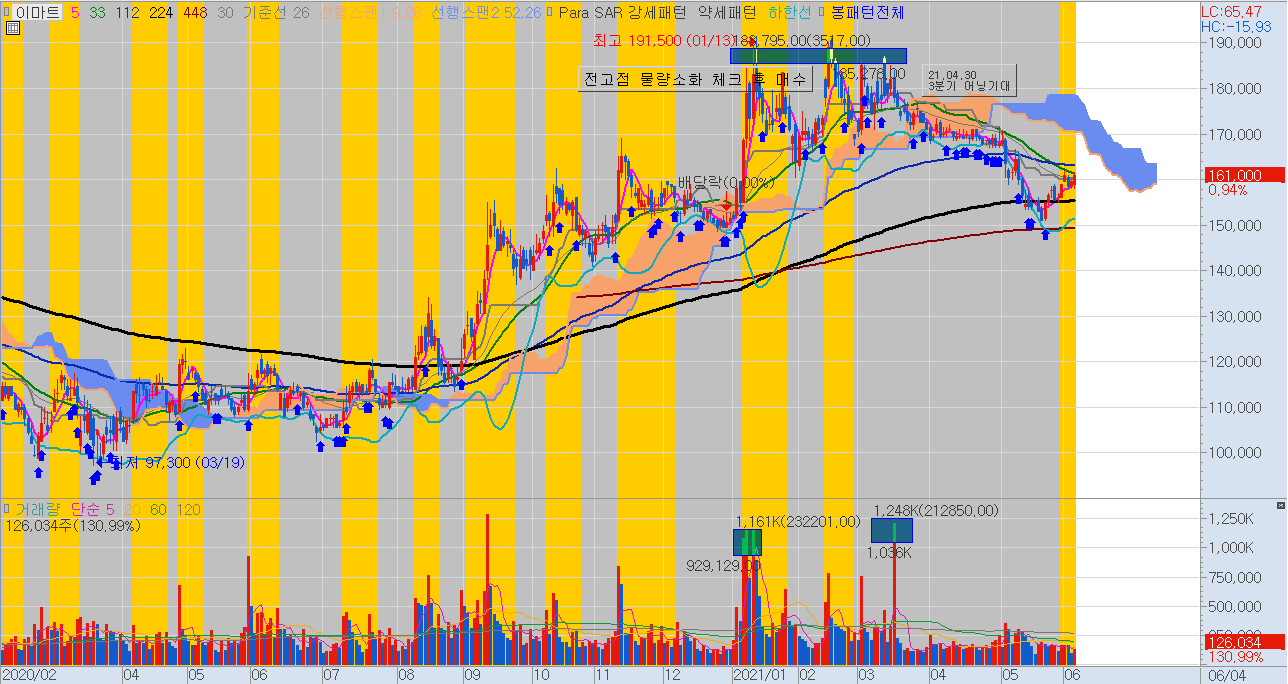 이마트 5 33 112 224 448 30 기준선 26 선행스팬1 9,26 선행스팬2 52,26 Para SAR 강세패턴 약세패턴 하한선 봉패턴전체
LC:65,47
HC:-15,93
최고 191,500 (01/13)
188,795.00(3517.00)
190,000
전고점 물량소화 체크 후 매수
85,278.00
21.04.30
3분기 어닝기대
180,000
170,000
배당락(0.00%)
161,000
0,94%
150,000
140,000
130,000
120,000
110,000
100,000
최저 97,300 (03/19)
거래량 단순 5 20 60 120
126,034주(130,99%)
1,161K(232201.00)
1,248K(212850.00)
929,129.00
1,036K
1,250K
1,000K
750,000
500,000
126,034
130,99%
2020/02 04 05 06 07 08 09 10 11 12 2021/01 02 03 04 05 06 06/04